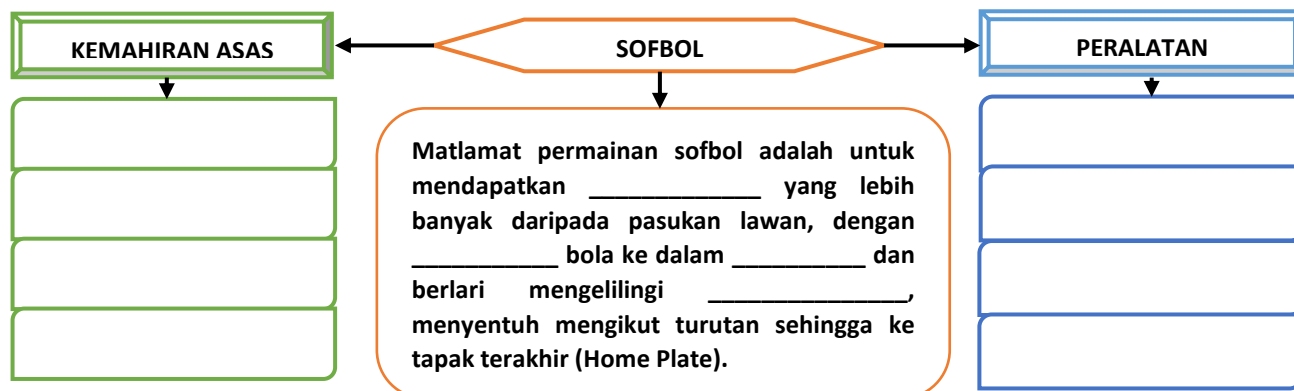 KEMAHIRAN ASAS
SOFBOL
PERALATAN
Matlamat permainan sofbol adalah untuk
mendapatkan _____________ yang lebih
banyak daripada pasukan lawan, dengan
___________ bola ke dalam __________ dan
berlari mengelilingi _______________,
menyentuh mengikut turutan sehingga ke
tapak terakhir (Home Plate).